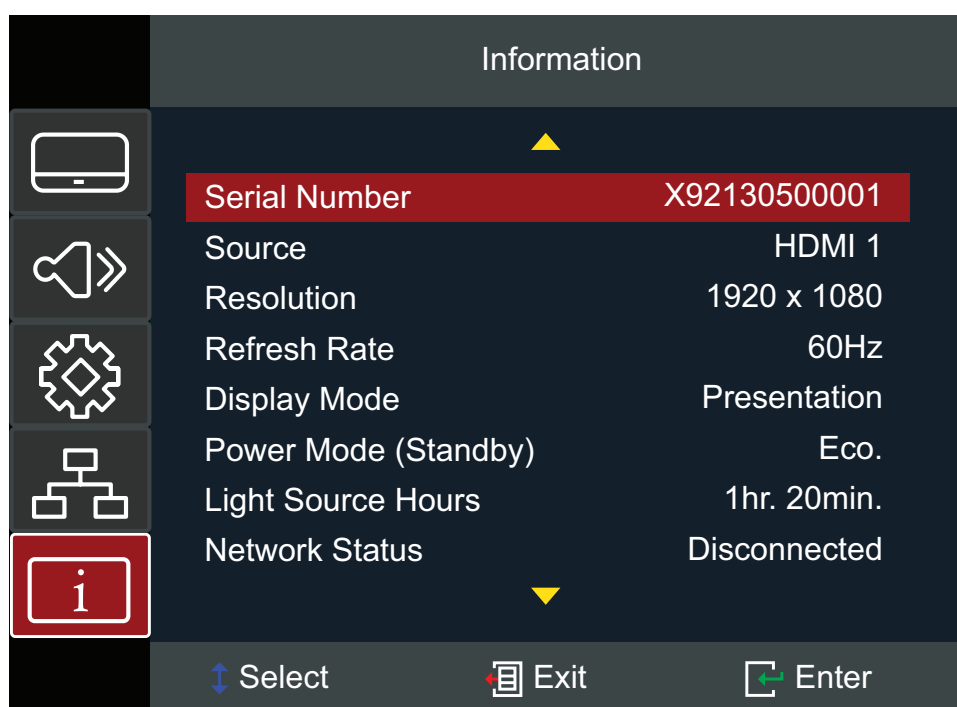 Information
Serial Number X92130500001
Source HDMI 1
Resolution 1920 x 1080
Refresh Rate 60Hz
Display Mode Presentation
Power Mode (Standby) Eco.
Light Source Hours 1hr. 20min.
Network Status Disconnected
i
Select Exit Enter